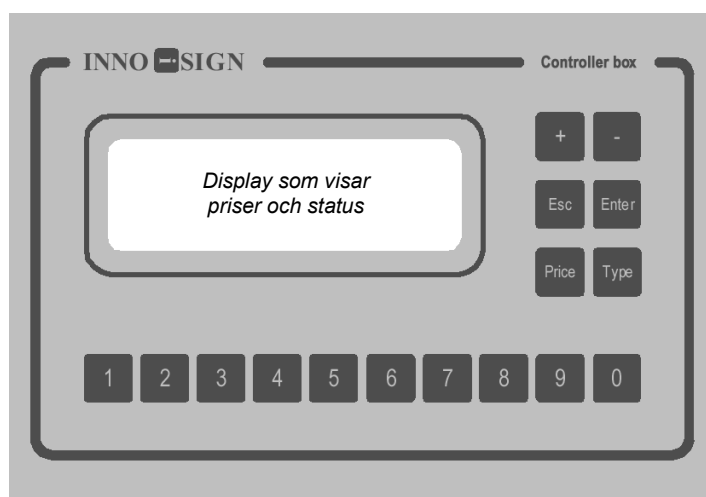 INNO SIGN
Controller box
Display som visar
priser och status
+ -
Esc Enter
Price Type
1 2 3 4 5 6 7 8 9 0